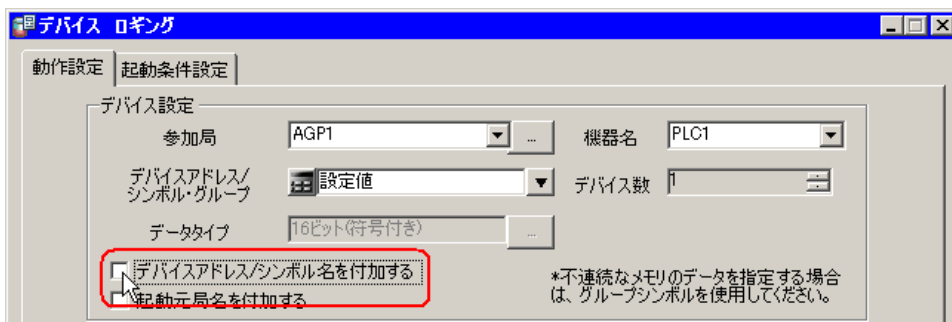 デバイス ロギング
動作設定 起動条件設定
デバイス設定
参加局 AGP1 ... 機器名 PLC1
デバイスアドレス/
シンボル・グループ 設定値 デバイス数 1
データタイプ 16ビット(符号付き) ...
デバイスアドレス/シンボル名を付加する
起動元局名を付加する
*不連続なメモリのデータを指定する場合
は、グループシンボルを使用してください。